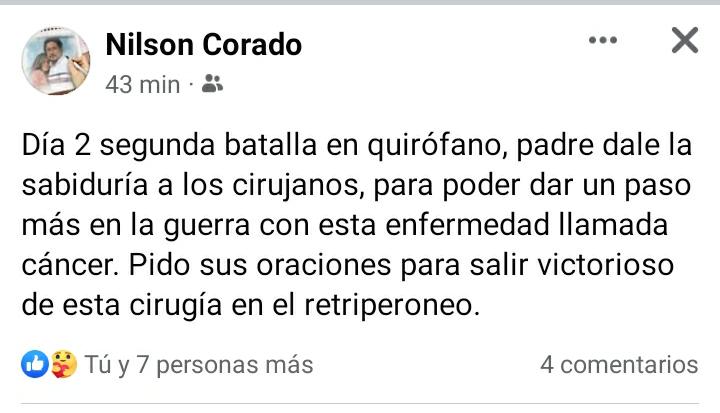 Nilson Corado
43 min ·
Día 2 segunda batalla en quirófano, padre dale la
sabiduría a los cirujanos, para poder dar un paso
más en la guerra con esta enfermedad llamada
cáncer. Pido sus oraciones para salir victorioso
de esta cirugía en el retriperoneo.
Tú y 7 personas más 4 comentarios